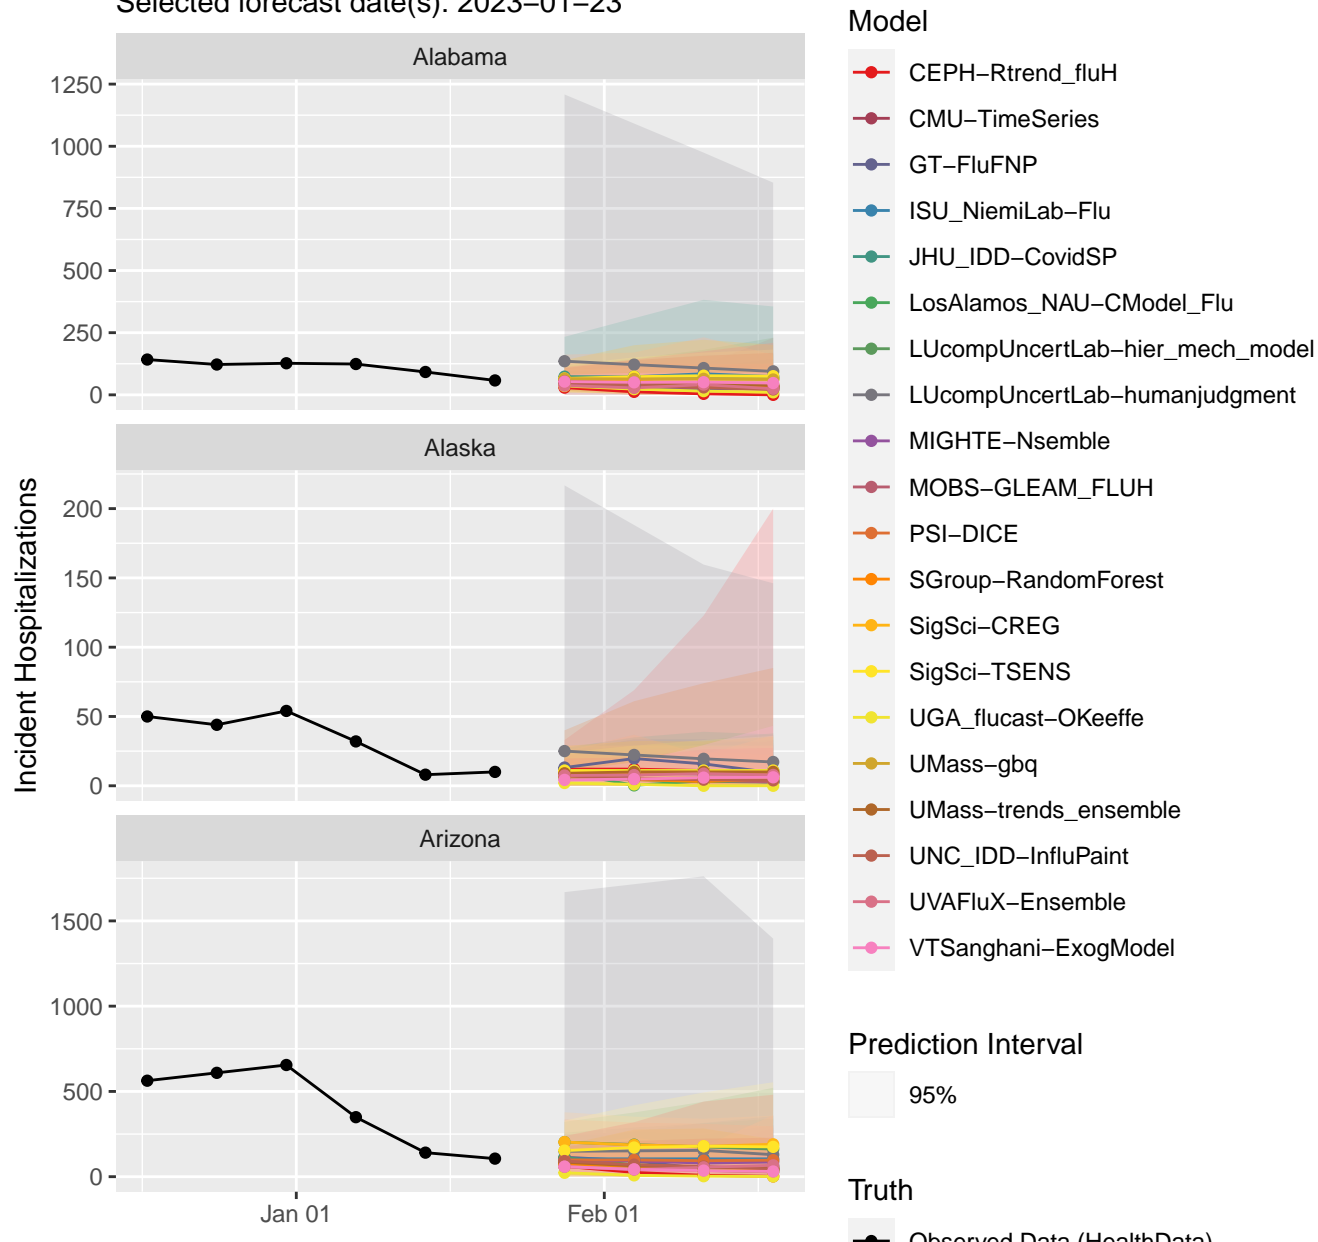 Selected forecast date(s): 2023−01−23
Alabama
1250
1000
750
500
250
0
Alaska
200
150
100
50
0
Arizona
1500
1000
500
0
Jan 01
Feb 01
Incident Hospitalizations
Model
CEPH−Rtrend_fluH
CMU−TimeSeries
GT−FluFNP
ISU_NiemiLab−Flu
JHU_IDD−CovidSP
LosAlamos_NAU−CModel_Flu
LUcompUncertLab−hier_mech_model
LUcompUncertLab−humanjudgment
MIGHTE−Nsemble
MOBS−GLEAM_FLUH
PSI−DICE
SGroup−RandomForest
SigSci−CREG
SigSci−TSENS
UGA_flucast−OKeeffe
UMass−gbq
UMass−trends_ensemble
UNC_IDD−InfluPaint
UVAFluX−Ensemble
VTSanghani−ExogModel
Prediction Interval
95%
Truth
Observed Data (HealthData)